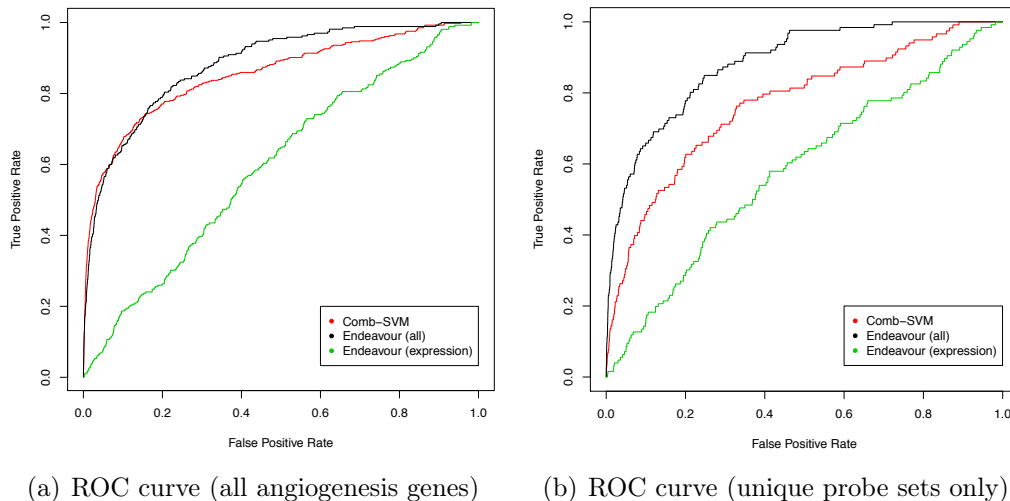 True Positive Rate
1.0
0.8
0.6
0.4
0.2
0.0
Comb-SVM
Endeavour (all)
Endeavour (expression)
0.0 0.2 0.4 0.6 0.8 1.0
False Positive Rate
(a) ROC curve (all angiogenesis genes)
True Positive Rate
1.0
0.8
0.6
0.4
0.2
0.0
Comb-SVM
Endeavour (all)
Endeavour (expression)
0.0 0.2 0.4 0.6 0.8 1.0
False Positive Rate
(b) ROC curve (unique probe sets only)